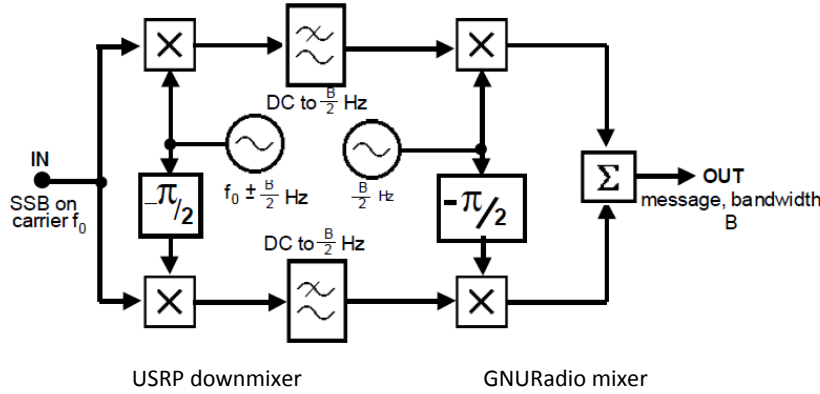 DC to B/2 Hz
IN
SSB on
carrier f₀
-π/2
f₀ ± B/2 Hz
B/2 Hz
-π/2
DC to B/2 Hz
Σ
OUT
message, bandwidth
B
USRP downmixer
GNURadio mixer